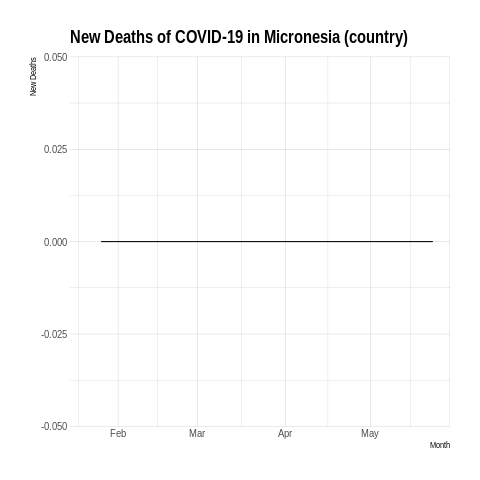 New Deaths of COVID-19 in Micronesia (country)
New Deaths
0.050
0.025
0.000
-0.025
-0.050
Feb Mar Apr May
Month